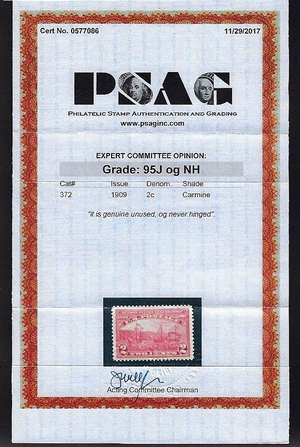 Cert No. 0577086 11/29/2017
PSAG
PHILATELIC STAMP AUTHENTICATION AND GRADING
www.psaginc.com
EXPERT COMMITTEE OPINION:
Grade: 95J og NH
Cat# Issue Denom. Shade
372 1909 2c Carmine
"it is genuine unused, og never hinged".
2 2
Acting Committee Chairman